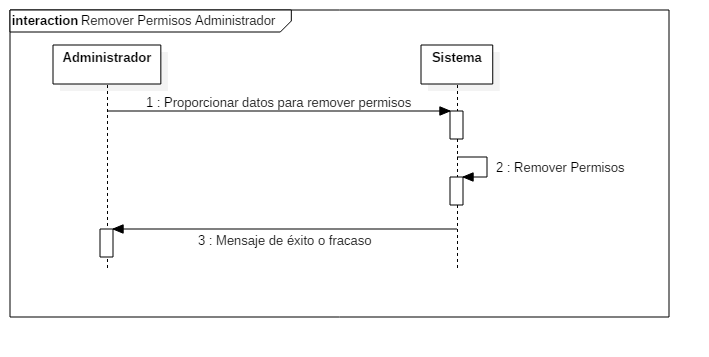 interaction Remover Permisos Administrador
Administrador
Sistema
1 : Proporcionar datos para remover permisos
2 : Remover Permisos
3 : Mensaje de éxito o fracaso